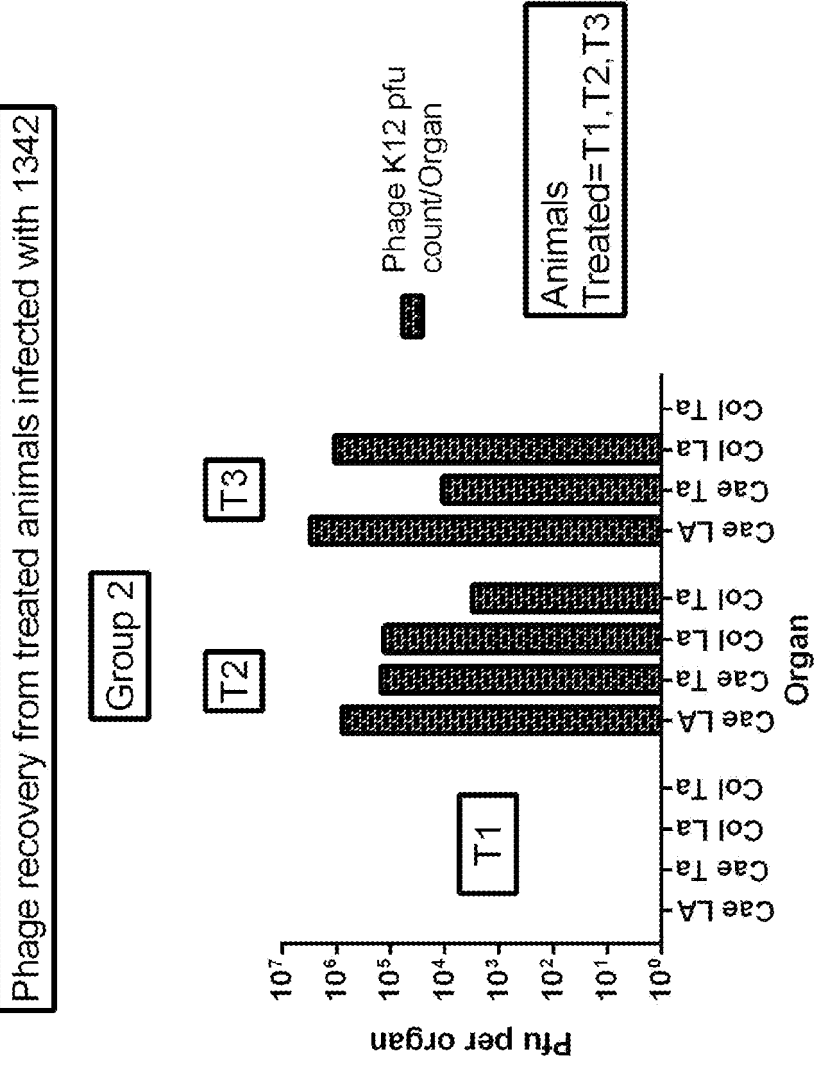 Phage recovery from treated animals infected with 1342
Group 2
T1
T2
T3
Phage K12 pfu
count/Organ
Animals
Treated=T1,T2,T3
Pfu per organ
10⁷
10⁶
10⁵
10⁴
10³
10²
10¹
10⁰
Cae LA
Cae Ta
Col La
Col Ta
Cae LA
Cae Ta
Col La
Col Ta
Cae LA
Cae Ta
Col La
Col Ta
Organ